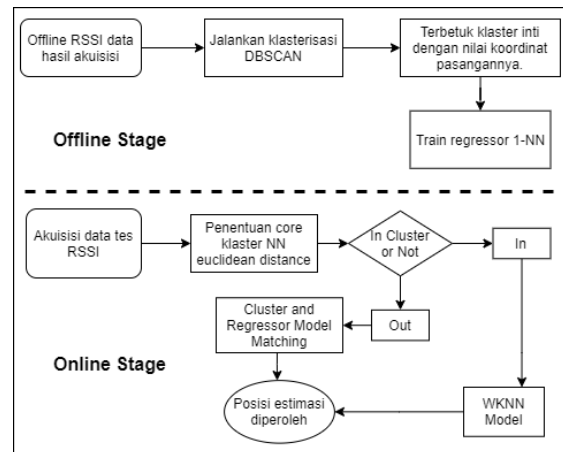 Offline RSSI data
hasil akuisisi
Jalankan klasterisasi
DBSCAN
Terbetuk klaster inti
dengan nilai koordinat
pasangannya.
Offline Stage
Train regressor 1-NN
Akuisisi data tes
RSSI
Penentuan core
klaster NN
euclidean distance
In Cluster
or Not
In
Cluster and
Regressor Model
Matching
Out
Online Stage
Posisi estimasi
diperoleh
WKNN
Model